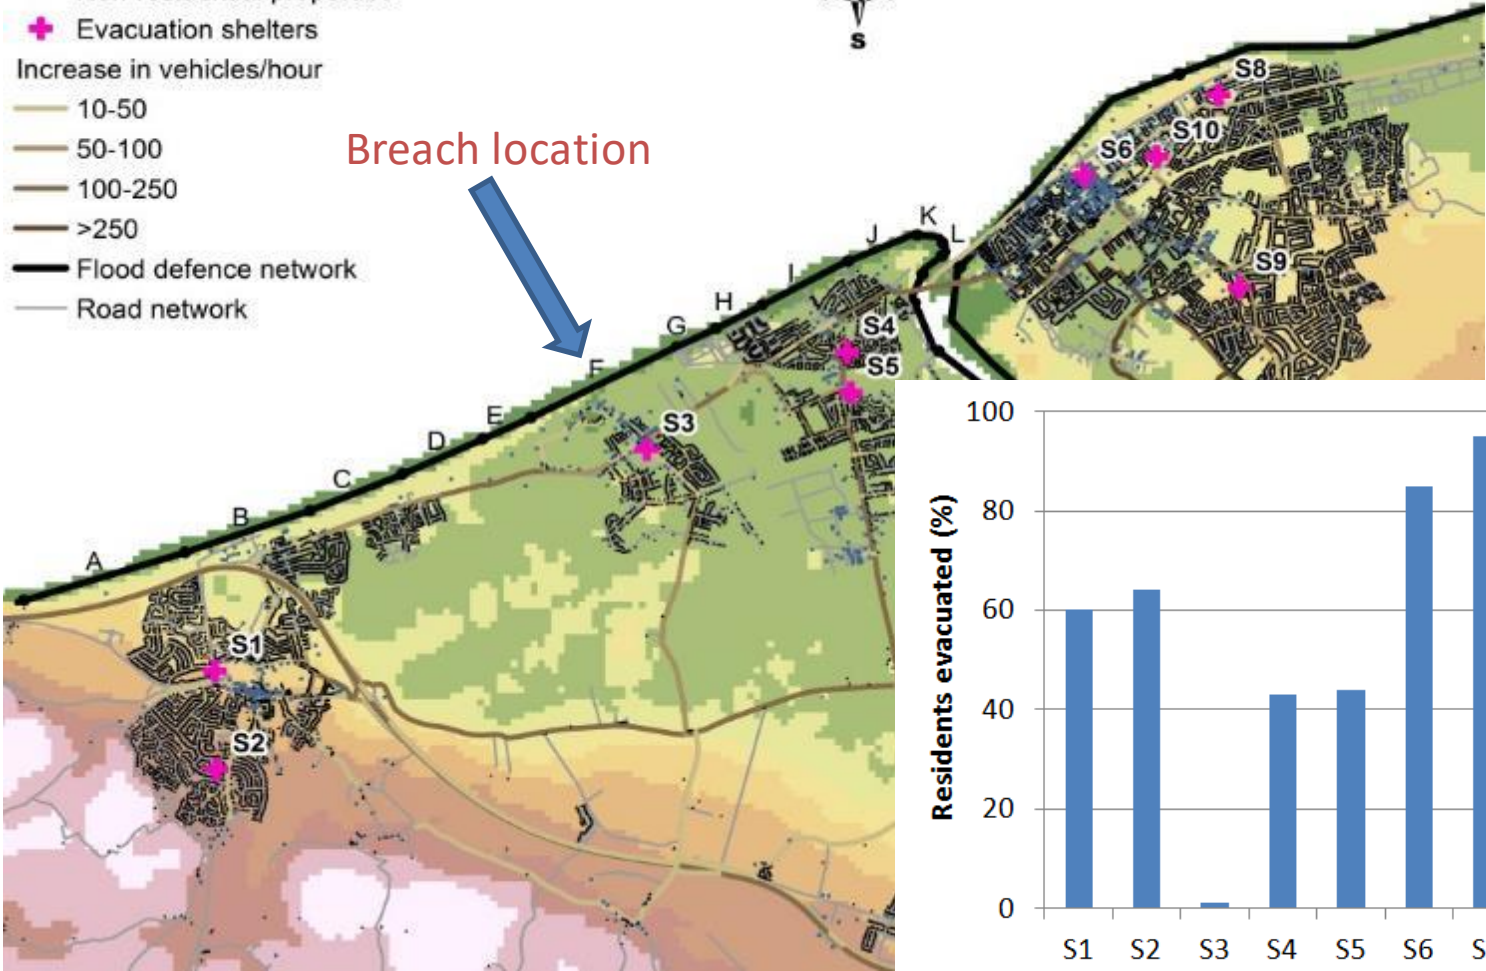 Evacuation shelters
Increase in vehicles/hour
10-50
50-100
100-250
>250
Flood defence network
Road network
S
Breach location
S8
S10
S6
S9
K
J
L
I
H
G
F
E
D
C
B
A
S4
S5
S3
S1
S2
Residents evacuated (%)
100
80
60
40
20
0
S1 S2 S3 S4 S5 S6 S